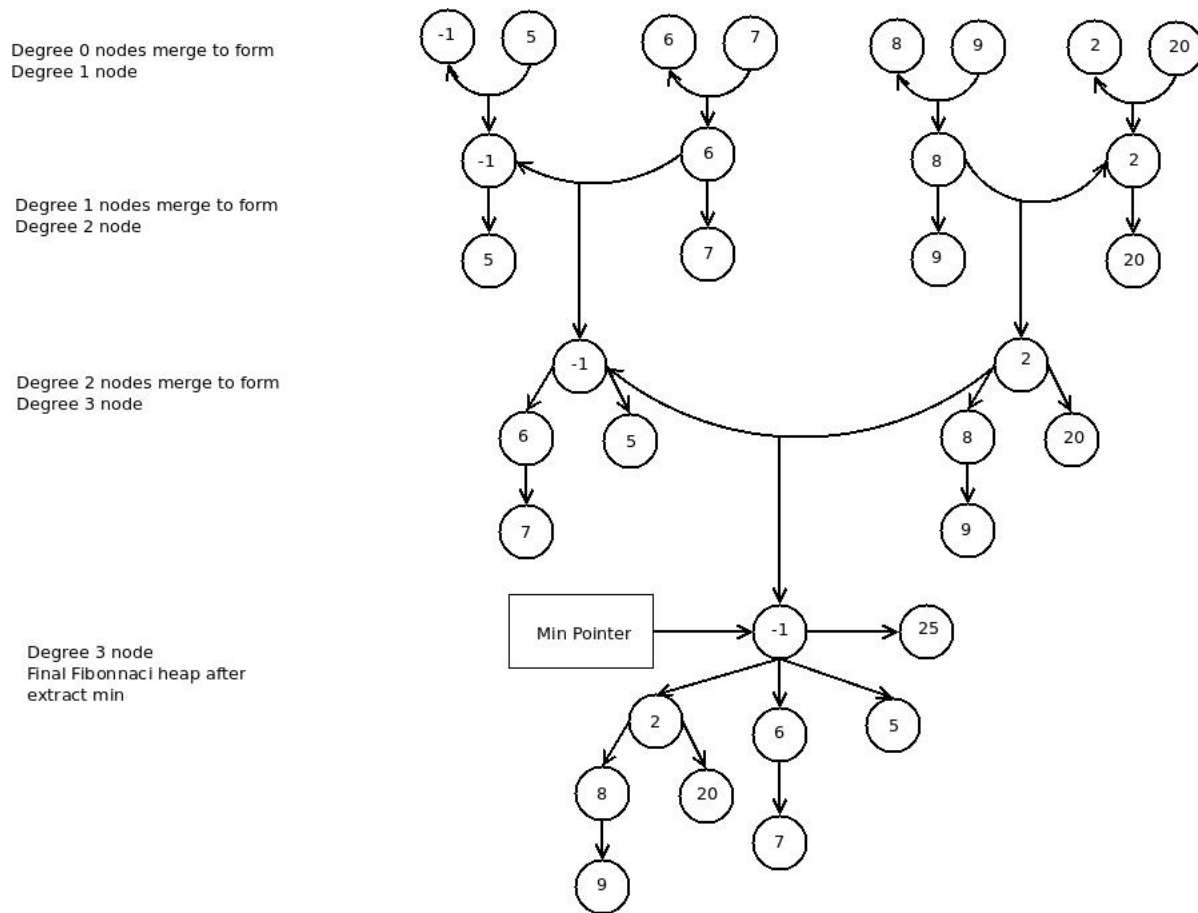 -1 5 6 7 8 9 2 20
Degree 0 nodes merge to form
Degree 1 node
-1 6 8 2
Degree 1 nodes merge to form
Degree 2 node
5 7 9 20
-1 2
Degree 2 nodes merge to form
Degree 3 node
6 5 8 20
7 9
Min Pointer -1 25
Degree 3 node
Final Fibonnaci heap after
extract min
2 6 5
8 20
7
9